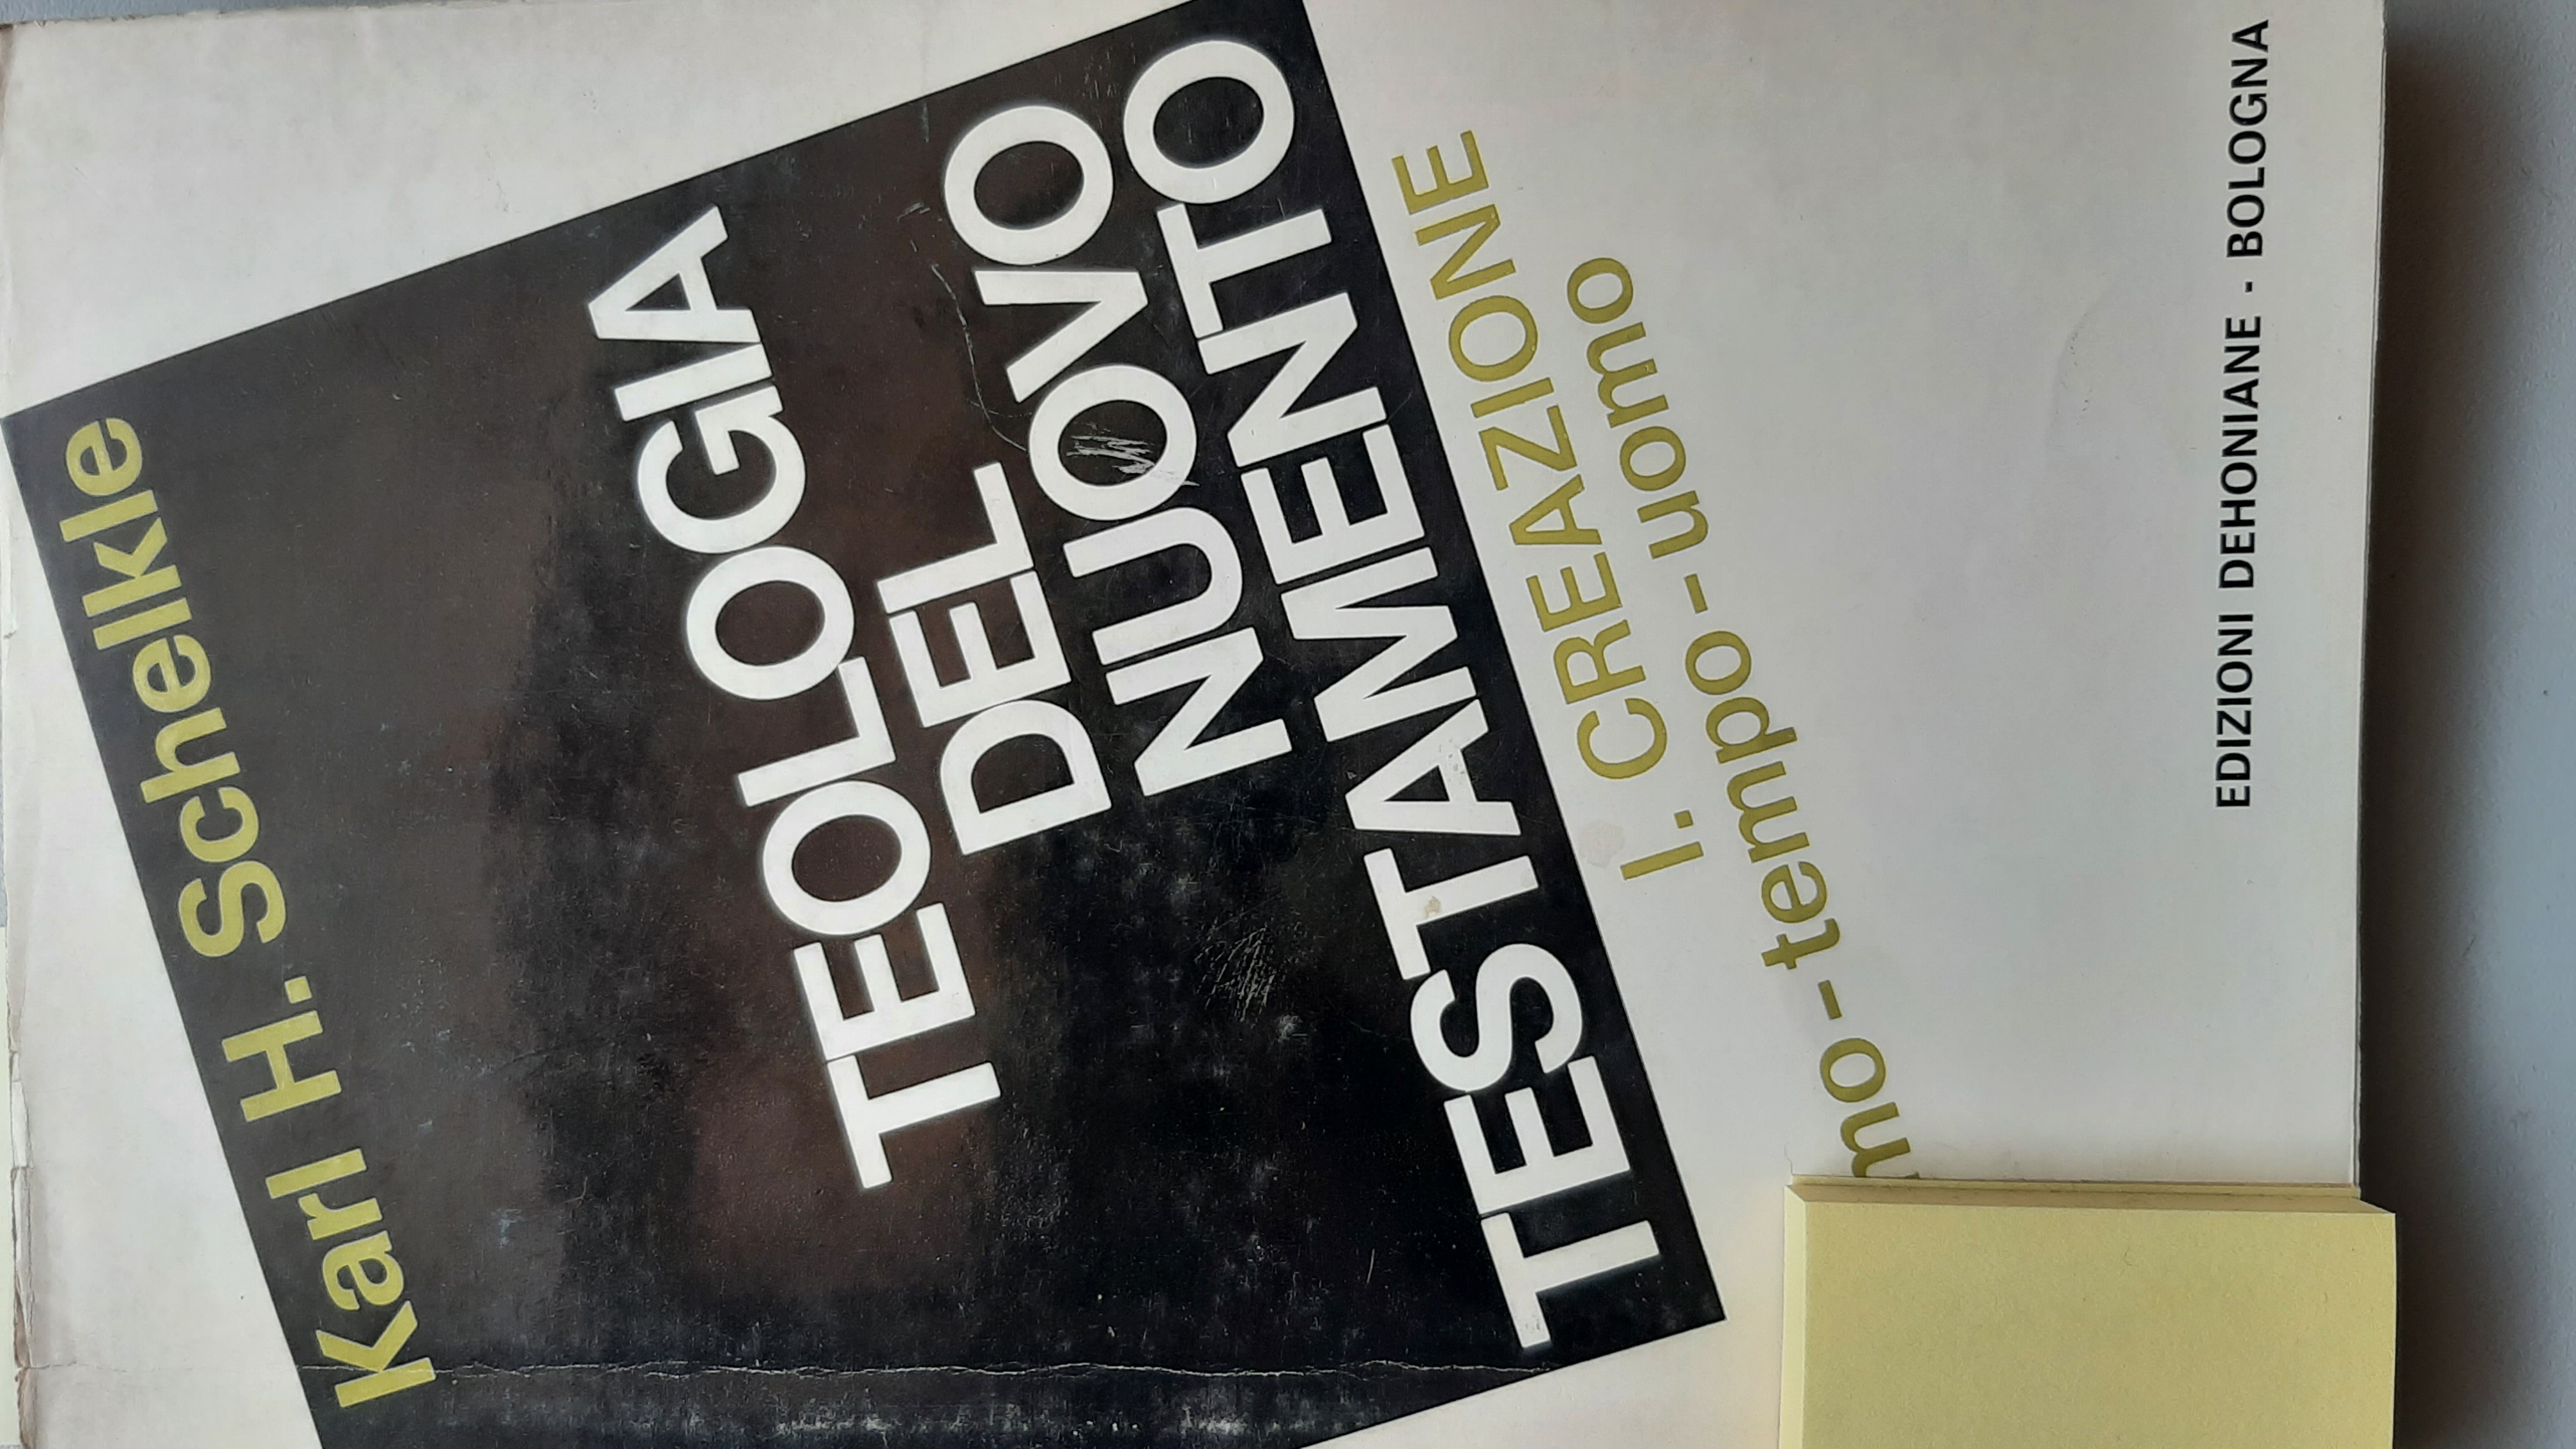 Karl H. Schelkle
TEOLOGIA
DEL
NUOVO
TESTAMENTO
I. CREAZIONE
- tempo - uomo
EDIZIONI DEHONIANE - BOLOGNA